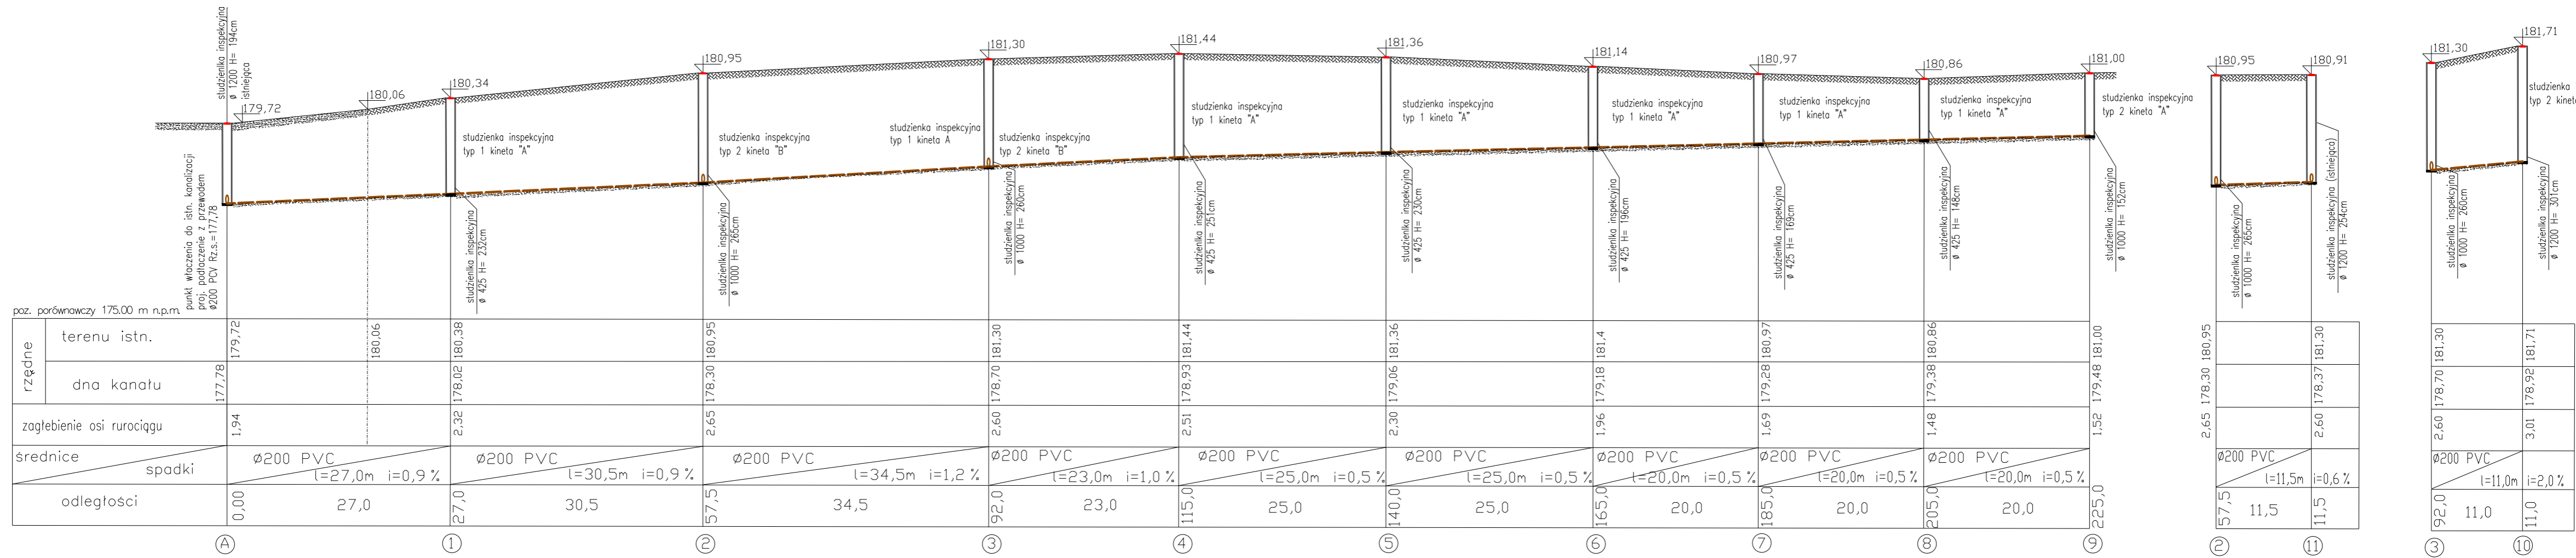 studzienka inspekcyjna
ø 1200 H= 194cm
istniejąca
179,72
180,06
180,34
180,95
181,30
181,44
181,36
181,14
180,97
180,86
181,00
180,95
180,91
181,30
181,71
studzienka inspekcyjna
typ 1 kineta "A"
studzienka inspekcyjna
typ 2 kineta "B"
studzienka inspekcyjna
typ 1 kineta A
studzienka inspekcyjna
typ 2 kineta "B"
studzienka inspekcyjna
typ 1 kineta "A"
studzienka inspekcyjna
typ 1 kineta "A"
studzienka inspekcyjna
typ 1 kineta "A"
studzienka inspekcyjna
typ 1 kineta "A"
studzienka inspekcyjna
typ 1 kineta "A"
studzienka inspekcyjna
typ 2 kineta "A"
studzienka
typ 2 kineta
punkt włączenia do istn. kanalizacji
proj. podłaczenie z przewodem
ø200 PCV Rz.s.=177,78
studzienka inspekcyjna
ø 425 H= 232cm
studzienka inspekcyjna
ø 1000 H= 265cm
studzienka inspekcyjna
ø 1000 H= 260cm
studzienka inspekcyjna
ø 425 H= 251cm
studzienka inspekcyjna
ø 425 H= 230cm
studzienka inspekcyjna
ø 425 H= 196cm
studzienka inspekcyjna
ø 425 H= 169cm
studzienka inspekcyjna
ø 425 H= 148cm
studzienka inspekcyjna
ø 1000 H= 152cm
studzienka inspekcyjna
ø 1000 H= 265cm
studzienka inspekcyjna (istniejąca)
ø 1200 H= 254cm
studzienka inspekcyjna
ø 1000 H= 260cm
studzienka inspekcyjna
ø 1200 H= 301cm
poz. porównawczy 175.00 m n.p.m.
rzędne
terenu istn. 179,72 180,06 180,38 180,95 181,30 181,44 181,36 181,4 180,97 180,86 181,00 180,95 181,30 181,30 181,71
dna kanału 177,78 178,02 178,30 178,70 178,93 179,06 179,18 179,28 179,38 179,48 178,30 178,37 178,70 178,92
zagłebienie osi rurociągu 1,94 2,32 2,65 2,60 2,51 2,30 1,96 1,69 1,48 1,52 2,65 2,60 2,60 3,01
średnice Ø200 PVC Ø200 PVC Ø200 PVC Ø200 PVC Ø200 PVC Ø200 PVC Ø200 PVC Ø200 PVC Ø200 PVC Ø200 PVC Ø200 PVC
spadki l=27,0m i=0,9 % l=30,5m i=0,9 % l=34,5m i=1,2 % l=23,0m i=1,0 % l=25,0m i=0,5 % l=25,0m i=0,5 % l=20,0m i=0,5 % l=20,0m i=0,5 % l=20,0m i=0,5 % l=11,5m i=0,6 % l=11,0m i=2,0 %
odległości 0,00 27,0 27,0 30,5 57,5 34,5 92,0 23,0 115,0 25,0 140,0 25,0 165,0 20,0 185,0 20,0 205,0 20,0 225,0 57,5 11,5 11,5 92,0 11,0 11,0
A 1 2 3 4 5 6 7 8 9 2 11 3 10